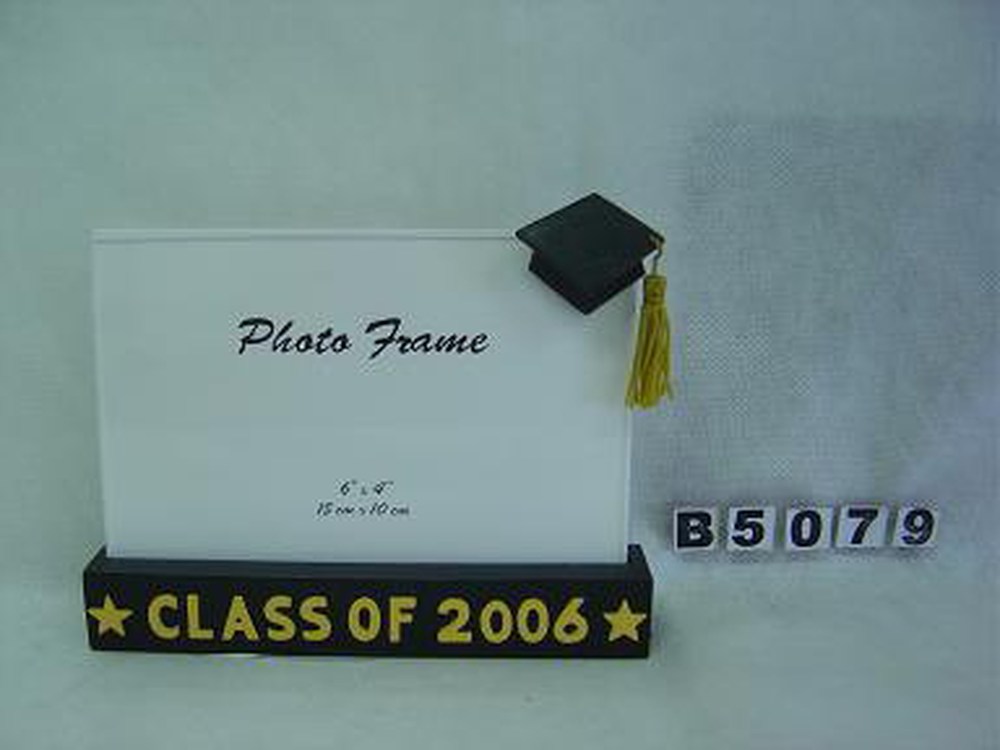 Photo Frame
6" x 4"
15 cm x 10 cm
B5079
CLASS OF 2006